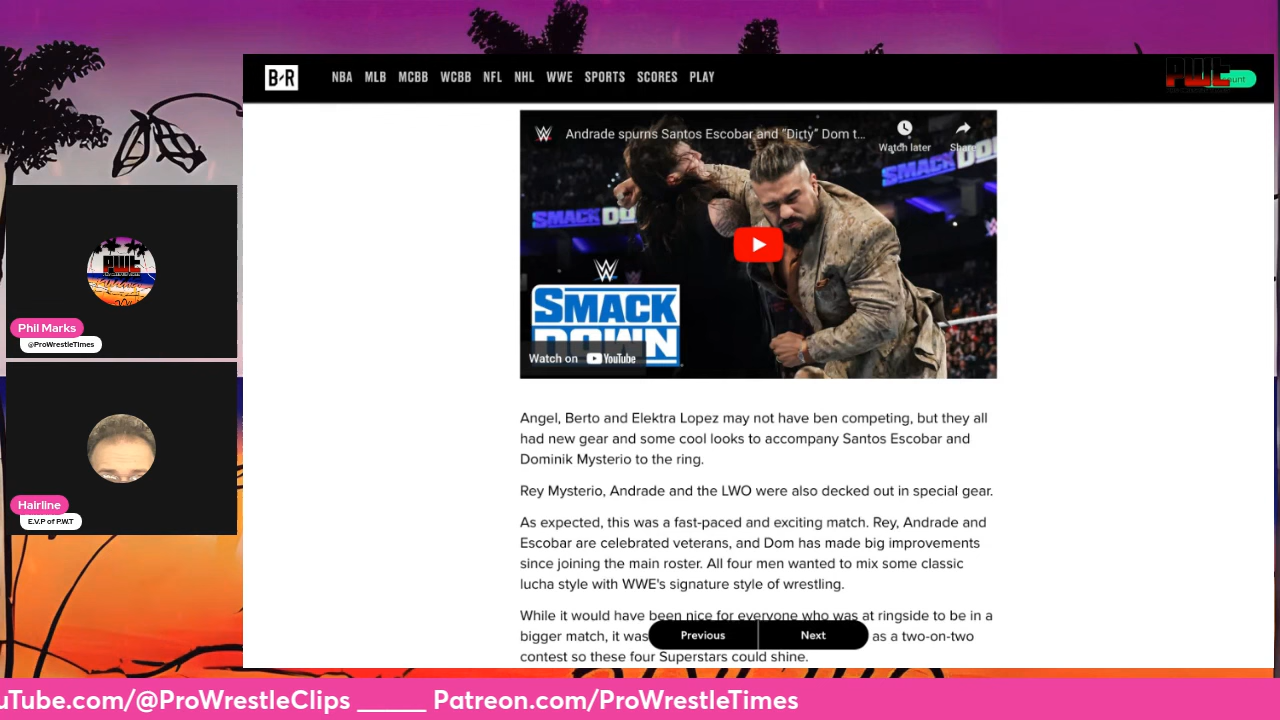 B/R NBA MLB MCBB WCBB NFL NHL WWE SPORTS SCORES PLAY
PWT
Andrade spurns Santos Escobar and "Dirty" Dom t...
Watch later
Share
SMACKDOWN
SMACK DOWN
SMACK
DOWN
Watch on YouTube
PWT
Phil Marks
@ProWrestleTimes
Hairline
E.V.P of P.W.T
Angel, Berto and Elektra Lopez may not have ben competing, but they all
had new gear and some cool looks to accompany Santos Escobar and
Dominik Mysterio to the ring.
Rey Mysterio, Andrade and the LWO were also decked out in special gear.
As expected, this was a fast-paced and exciting match. Rey, Andrade and
Escobar are celebrated veterans, and Dom has made big improvements
since joining the main roster. All four men wanted to mix some classic
lucha style with WWE's signature style of wrestling.
While it would have been nice for everyone who was at ringside to be in a
bigger match, it was as a two-on-two
Previous Next
contest so these four Superstars could shine.
uTube.com/@ProWrestleClips _____ Patreon.com/ProWrestleTimes